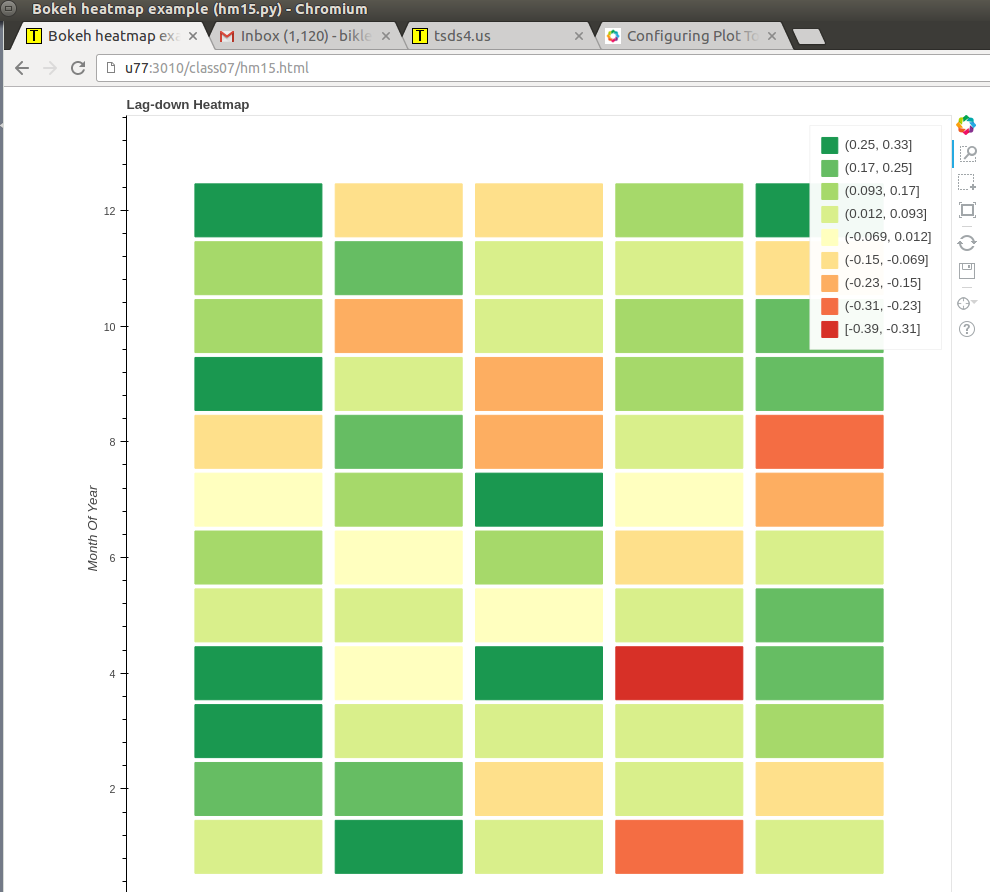 Bokeh heatmap example (hm15.py) - Chromium
T Bokeh heatmap exa
Inbox (1,120) - bikle
T tsds4.us
Configuring Plot To
u77:3010/class07/hm15.html
Lag-down Heatmap
(0.25, 0.33]
(0.17, 0.25]
(0.093, 0.17]
(0.012, 0.093]
(-0.069, 0.012]
(-0.15, -0.069]
(-0.23, -0.15]
(-0.31, -0.23]
[-0.39, -0.31]
12
10
8
Month Of Year
6
4
2
?